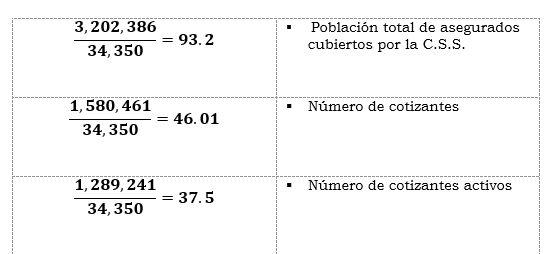 3,202,386
34,350
= 93.2
▪ Población total de asegurados
cubiertos por la C.S.S.
1,580,461
34,350
= 46.01
▪ Número de cotizantes
1,289,241
34,350
= 37.5
▪ Número de cotizantes activos